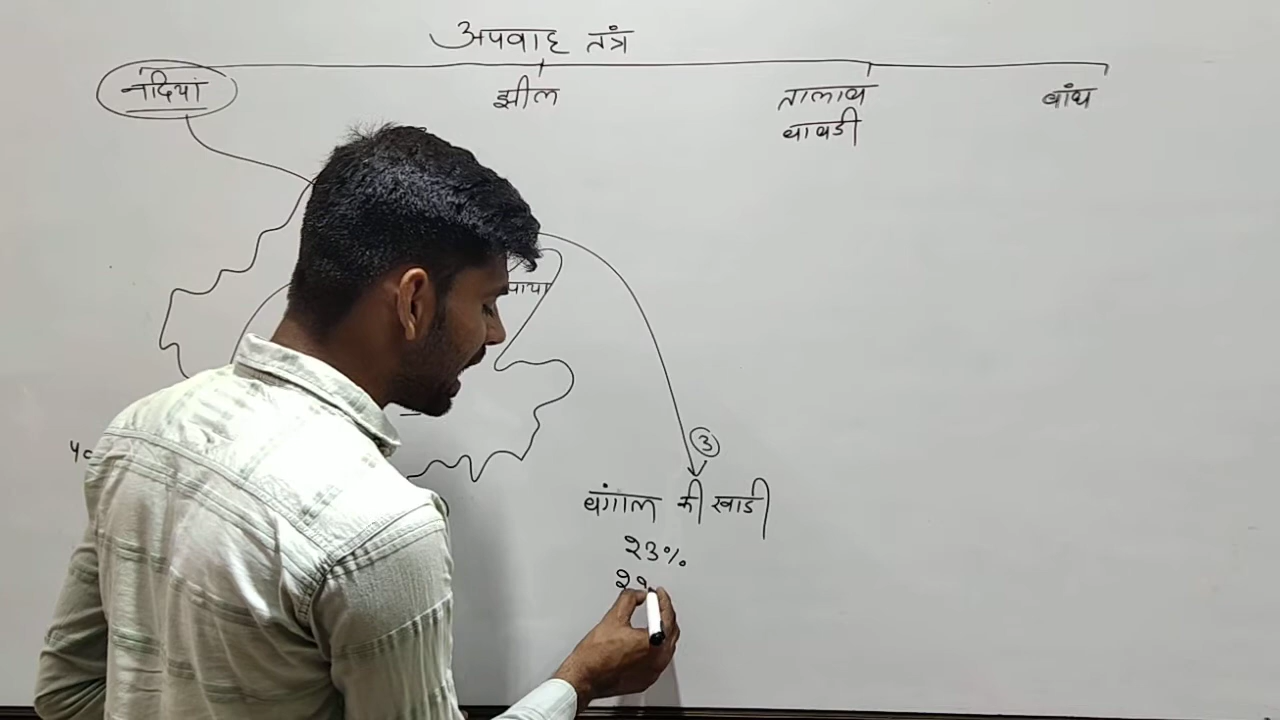 अपवाह तंत्र
नदियां झील तालाब बांध
बावडी
③
बंगाल की खाडी
23%